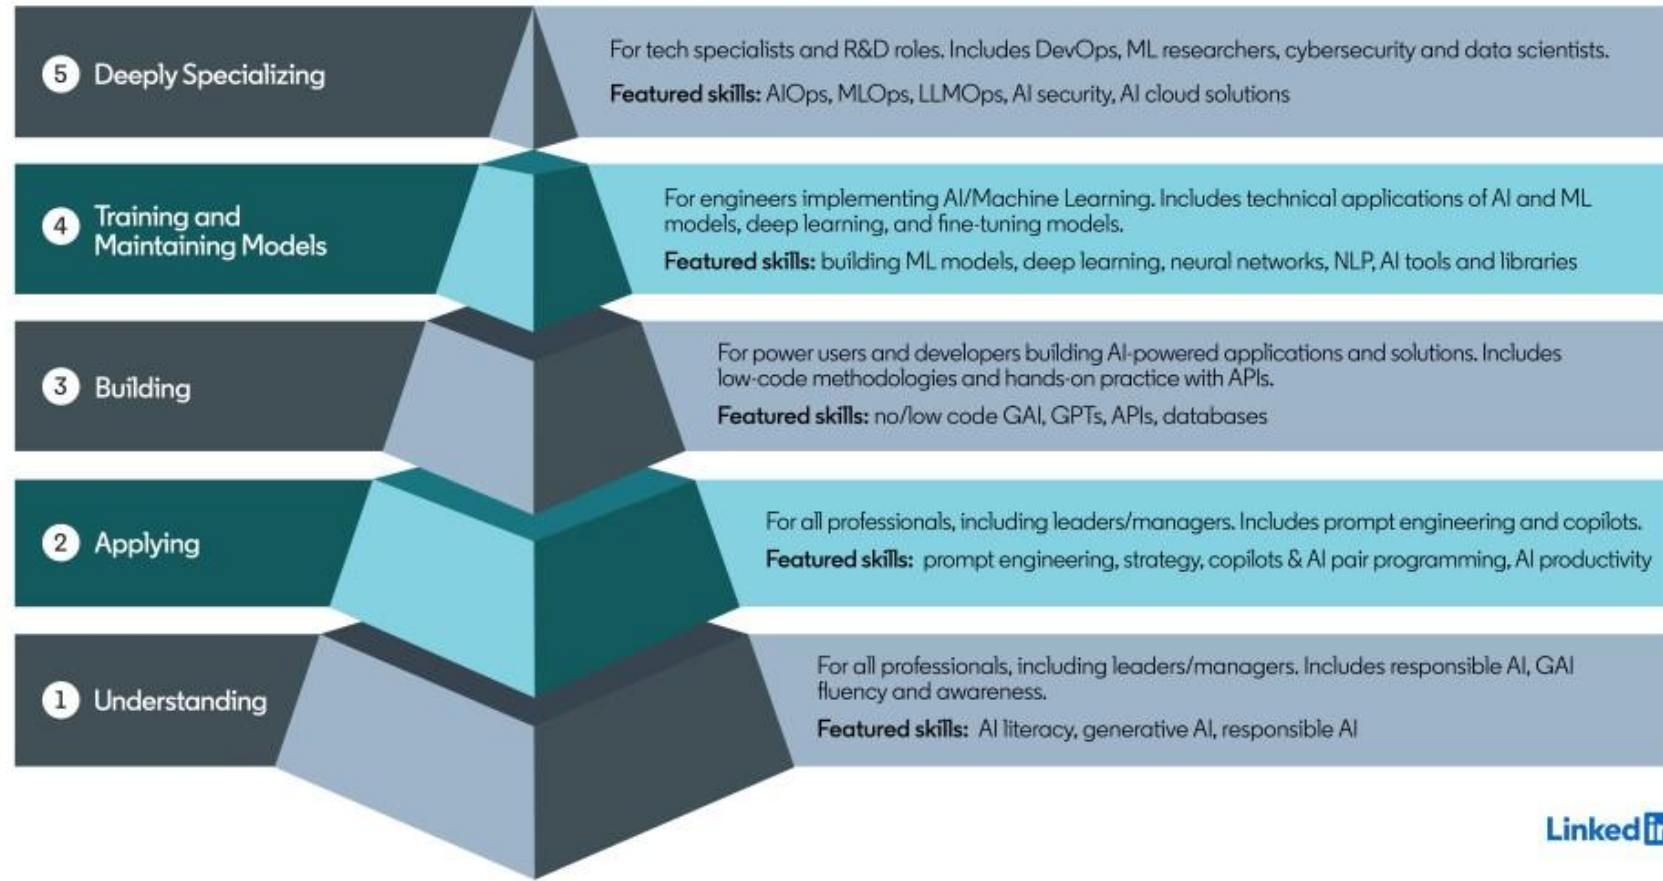 5 Deeply Specializing
For tech specialists and R&D roles. Includes DevOps, ML researchers, cybersecurity and data scientists.
Featured skills: AIOps, MLOps, LLMOps, AI security, AI cloud solutions
4 Training and
Maintaining Models
For engineers implementing AI/Machine Learning. Includes technical applications of AI and ML
models, deep learning, and fine-tuning models.
Featured skills: building ML models, deep learning, neural networks, NLP, AI tools and libraries
3 Building
For power users and developers building AI-powered applications and solutions. Includes
low-code methodologies and hands-on practice with APIs.
Featured skills: no/low code GAI, GPTs, APIs, databases
2 Applying
For all professionals, including leaders/managers. Includes prompt engineering and copilots.
Featured skills: prompt engineering, strategy, copilots & AI pair programming, AI productivity
1 Understanding
For all professionals, including leaders/managers. Includes responsible AI, GAI
fluency and awareness.
Featured skills: AI literacy, generative AI, responsible AI
Linkedin